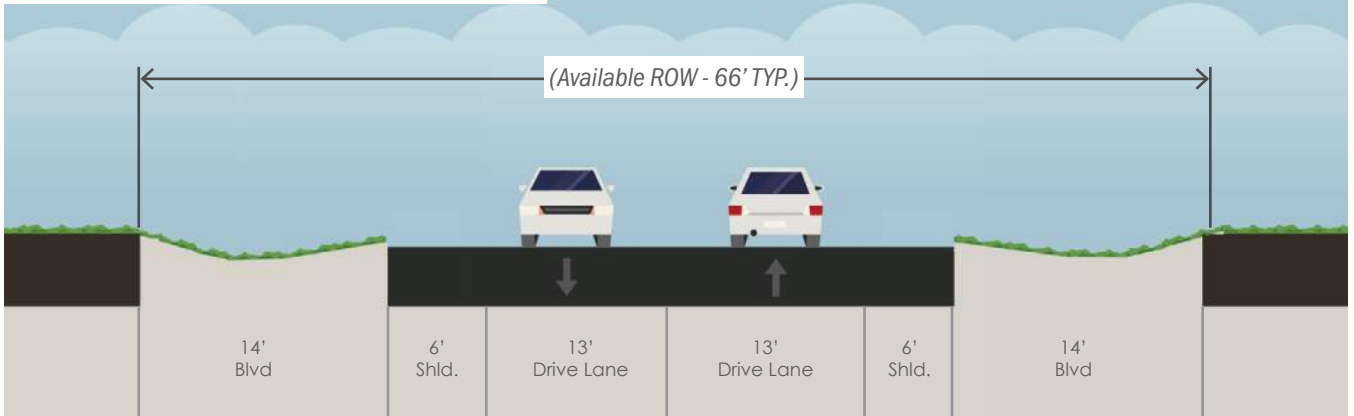 (Available ROW - 66’ TYP.)
14’
Blvd
6’
Shld.
13’
Drive Lane
13’
Drive Lane
6’
Shld.
14’
Blvd